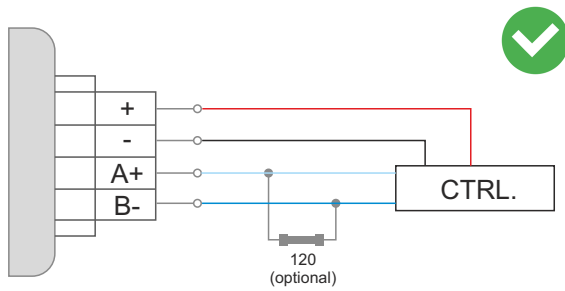 +
-
A+
B-
CTRL.
120
(optional)